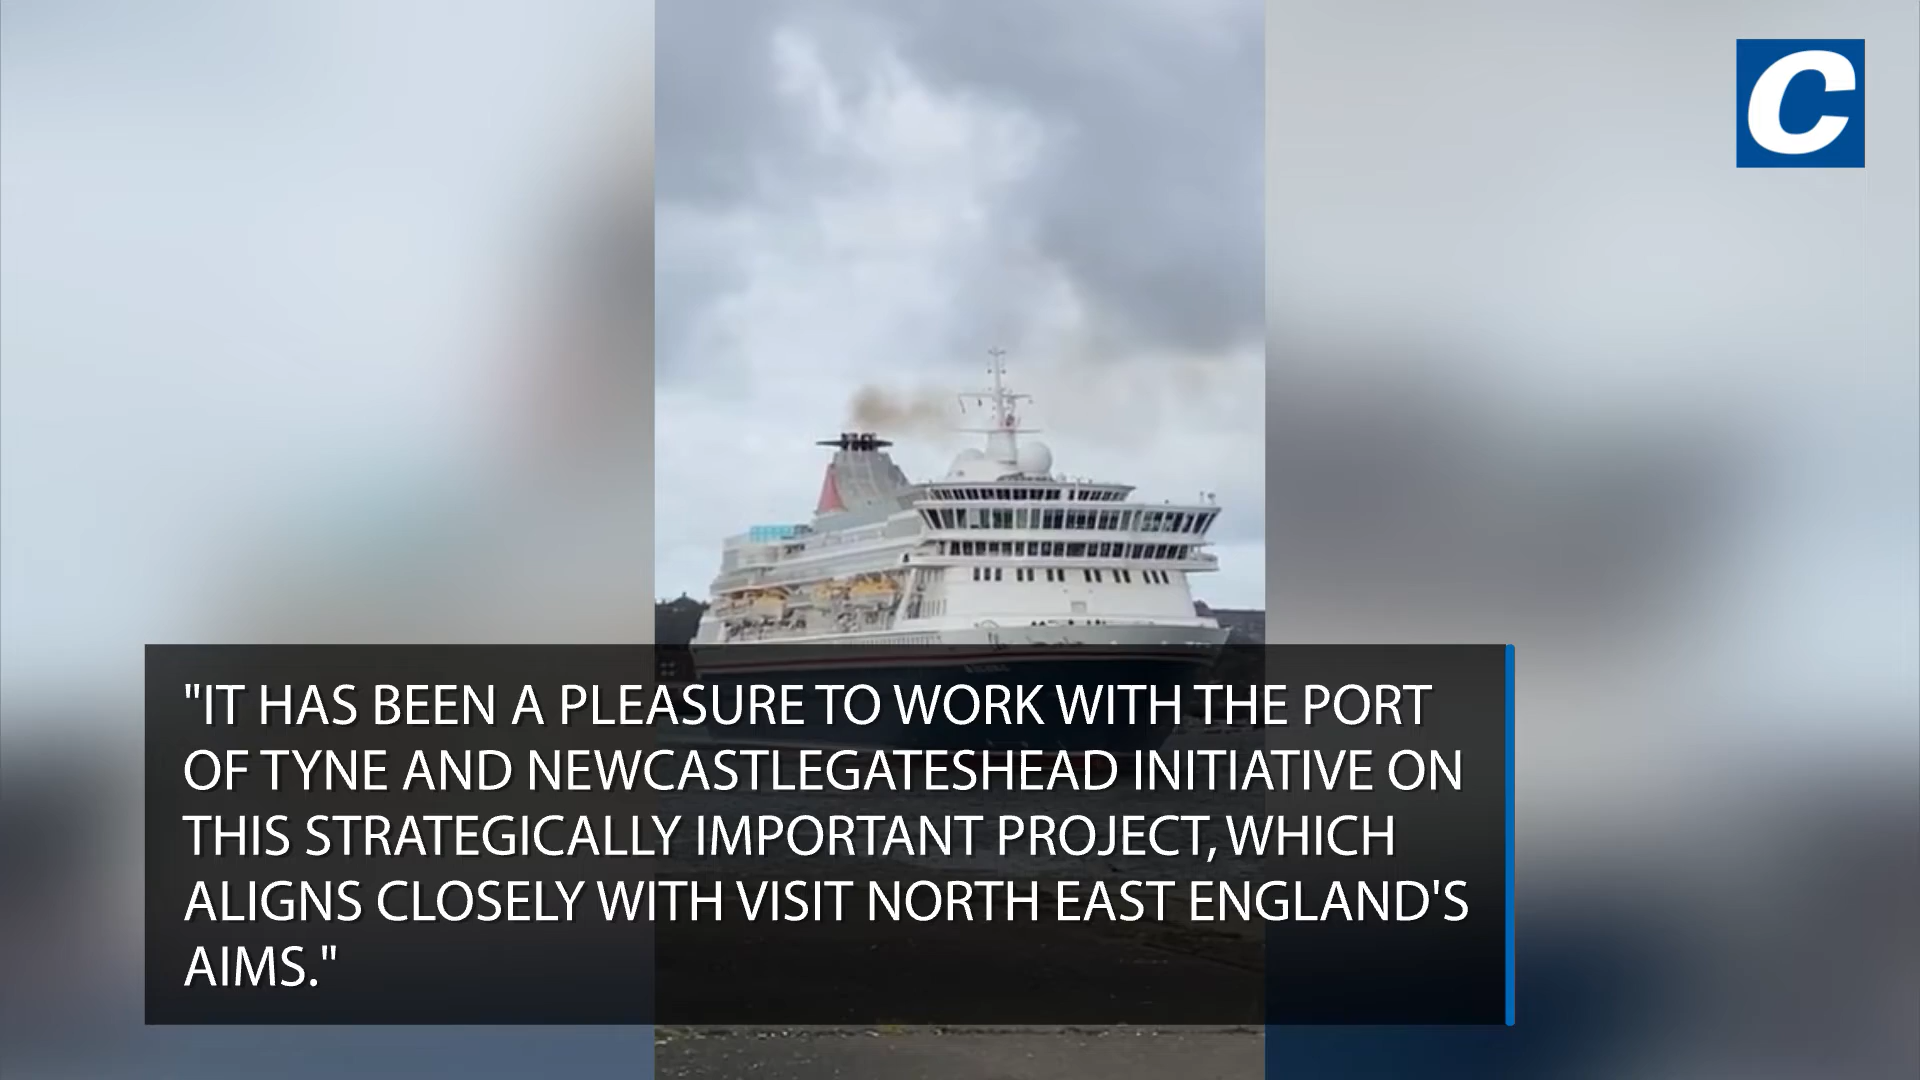 C
"IT HAS BEEN A PLEASURE TO WORK WITH THE PORT
OF TYNE AND NEWCASTLEGATESHEAD INITIATIVE ON
THIS STRATEGICALLY IMPORTANT PROJECT, WHICH
ALIGNS CLOSELY WITH VISIT NORTH EAST ENGLAND'S
AIMS."